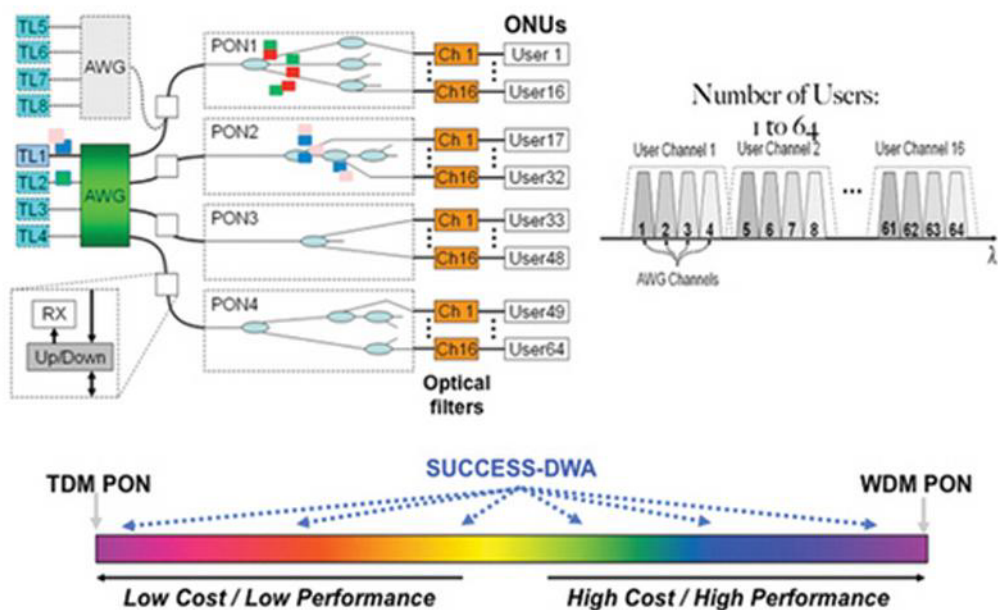 TL5
TL6
TL7
TL8
AWG
TL1
TL2
TL3
TL4
AWG
RX
Up/Down
ONUs
PON1
Ch 1
User 1
Ch16
User16
PON2
Ch 1
User17
Ch16
User32
PON3
Ch 1
User33
Ch16
User48
PON4
Ch 1
User49
Ch16
User64
Optical
filters
Number of Users:
1 to 64
User Channel 1
User Channel 2
User Channel 16
...
1 2 3 4 5 6 7 8 61 62 63 64
λ
AWG Channels
SUCCESS-DWA
TDM PON
WDM PON
Low Cost / Low Performance
High Cost / High Performance